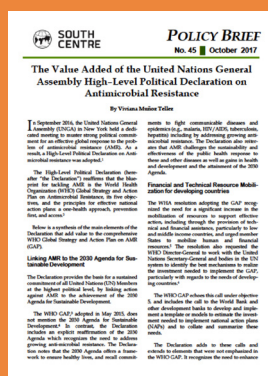 SOUTH
CENTRE
POLICY BRIEF
No. 45 October 2017
The Value Added of the United Nations General
Assembly High-Level Political Declaration on
Antimicrobial Resistance
By Viviana Muñoz Tellez
In September 2016, the United Nations General
Assembly (UNGA) in New York held a dedi-
cated meeting to master strong political commit-
ment for an effective global response to the prob-
lem of antimicrobial resistance (AMR). As a
result, a High-Level Political Declaration on Anti-
microbial resistance was adopted.
The High-Level Political Declaration (here-
after "the Declaration") reaffirms that the blue-
print for tackling AMR is the World Health
Organization (WHO) Global Strategy and Action
Plan on Antimicrobial Resistance, its five objec-
tives, and the principles for effective national
action plans: a one-health approach, prevention
first, and access.
Below is a synthesis of the main elements of the
Declaration that add value to the comprehensive
WHO Global Strategy and Action Plan on AMR
(GAP).
Linking AMR to the 2030 Agenda for Sus-
tainable Development
The Declaration provides the basis for a sustained
commitment of all United Nations (UN) Members
at the highest political level, by linking action
against AMR to the achievement of the 2030
Agenda for Sustainable Development.
The WHO GAP, adopted in May 2015, does
not mention the 2030 Agenda for Sustainable
Development. In contrast, the Declaration
includes an explicit reaffirmation of the 2030
Agenda which recognizes the need to address
growing anti-microbial resistance. The Declara-
tion notes that the 2030 Agenda offers a frame-
work to ensure healthy lives, and recall commit-
ments to fight communicable diseases and
epidemics (e.g., malaria, HIV/AIDS, tuberculosis,
hepatitis) including by addressing growing anti-
microbial resistance. The Declaration also reiter-
ates that AMR challenges the sustainability and
effectiveness of the public health response to
these and other diseases as well as gains in health
and development and the attainment of the 2030
Agenda.
Financial and Technical Resource Mobili-
zation for developing countries
The WHA resolution adopting the GAP recog-
nized the need for a significant increase in the
mobilisation of resources to support effective
action, including through the provision of tech-
nical and financial assistance, particularly to low
and middle income countries, and urged member
States to mobilize human and financial
resources. The resolution also requested the
WHO Director-General to work with the United
Nations Secretary-General and bodies in the UN
system to identify the best mechanisms to realize
the investment needed to implement the GAP,
particularly with regards to the needs of develop-
ing countries.
The WHO GAP echoes this call under objective
5, and includes the call to the World Bank and
other development banks to develop and imple-
ment a template or models to estimate the invest-
ment needed to implement national action plans
(NAPs) and to collate and summarize these
needs.
The Declaration adds to these calls and
extends to elements that were not emphasized in
the WHO GAP. It recognizes the need to enhance